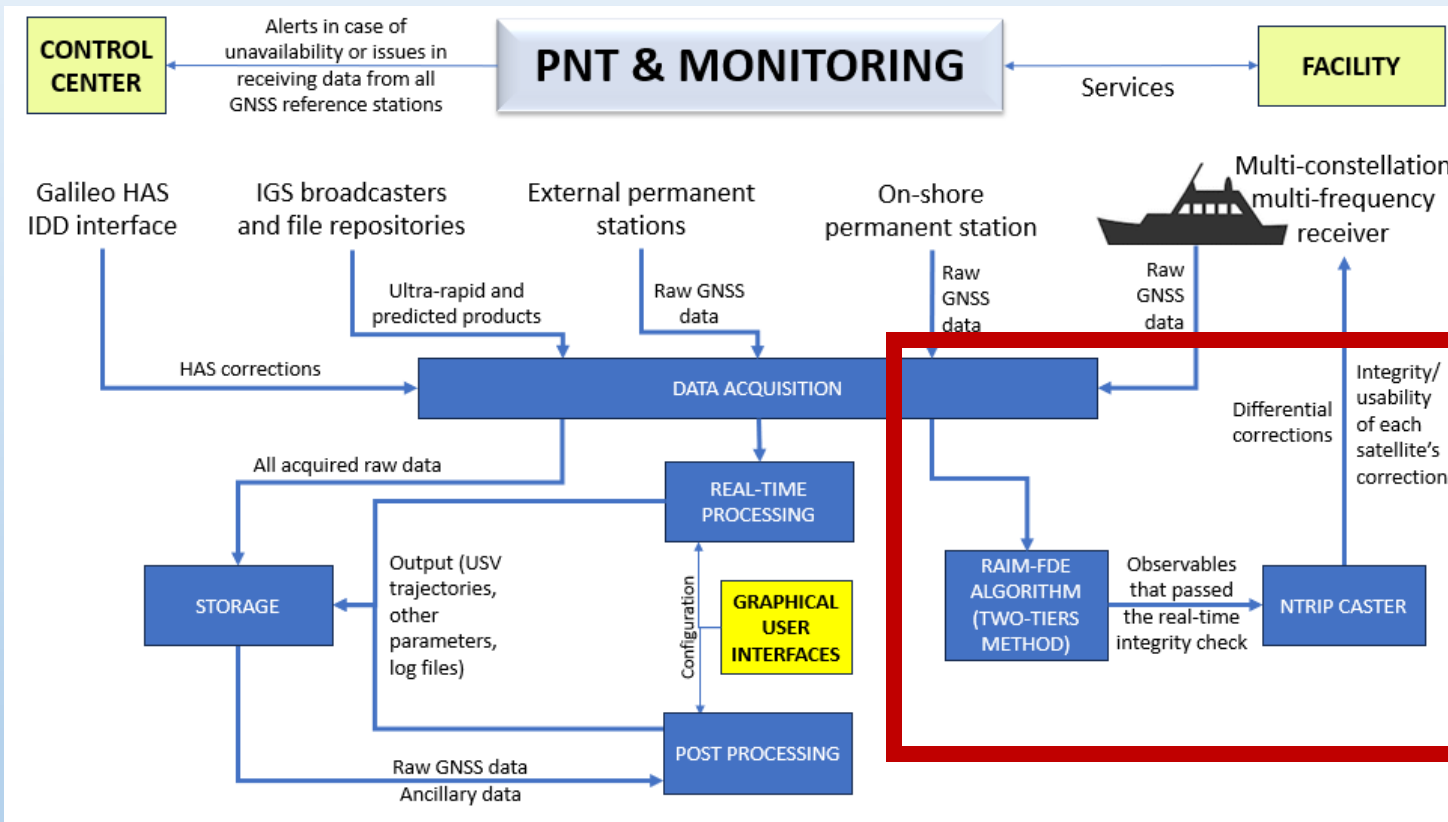 CONTROL
CENTER
Alerts in case of
unavailability or issues in
receiving data from all
GNSS reference stations
PNT & MONITORING
Services
FACILITY
Galileo HAS
IDD interface
IGS broadcasters
and file repositories
External permanent
stations
On-shore
permanent station
Multi-constellation
multi-frequency
receiver
Ultra-rapid and
predicted products
Raw GNSS
data
Raw
GNSS
data
Raw
GNSS
data
HAS corrections
DATA ACQUISITION
Differential
corrections
Integrity/
usability
of each
satellite's
correction
All acquired raw data
REAL-TIME
PROCESSING
STORAGE
Output (USV
trajectories,
other
parameters,
log files)
Configuration
GRAPHICAL
USER
INTERFACES
RAIM-FDE
ALGORITHM
(TWO-TIERS
METHOD)
Observables
that passed
the real-time
integrity check
NTRIP CASTER
POST PROCESSING
Raw GNSS data
Ancillary data